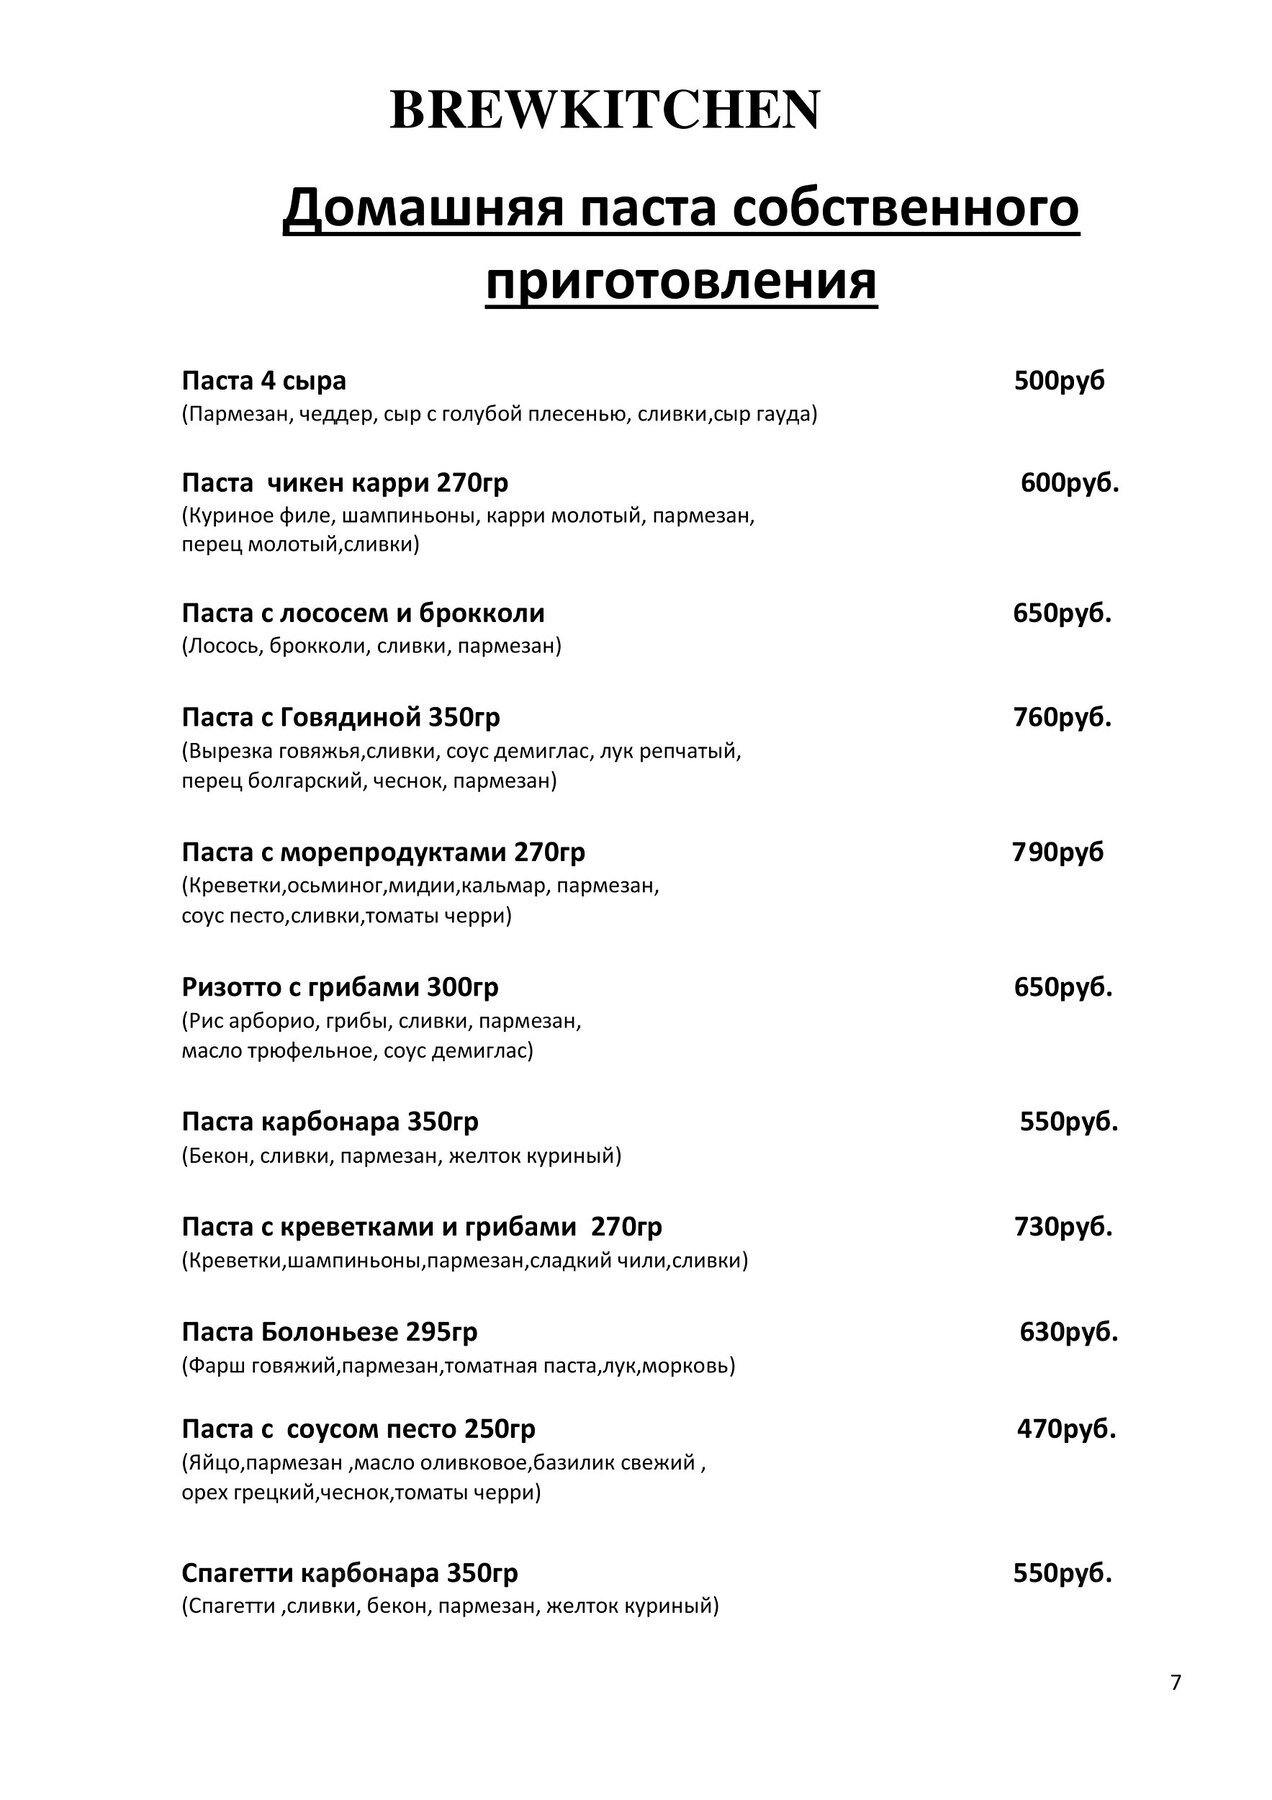 BREWKITCHEN
Домашняя паста собственного
приготовления
Паста 4 сыра 500руб
(Пармезан, чеддер, сыр с голубой плесенью, сливки,сыр гауда)
Паста  чикен карри 270гр 600руб.
(Куриное филе, шампиньоны, карри молотый, пармезан,
перец молотый,сливки)
Паста с лососем и брокколи 650руб.
(Лосось, брокколи, сливки, пармезан)
Паста с Говядиной 350гр 760руб.
(Вырезка говяжья,сливки, соус демиглас, лук репчатый,
перец болгарский, чеснок, пармезан)
Паста с морепродуктами 270гр 790руб
(Креветки,осьминог,мидии,кальмар, пармезан,
соус песто,сливки,томаты черри)
Ризотто с грибами 300гр 650руб.
(Рис арборио, грибы, сливки, пармезан,
масло трюфельное, соус демиглас)
Паста карбонара 350гр 550руб.
(Бекон, сливки, пармезан, желток куриный)
Паста с креветками и грибами  270гр 730руб.
(Креветки,шампиньоны,пармезан,сладкий чили,сливки)
Паста Болоньезе 295гр 630руб.
(Фарш говяжий,пармезан,томатная паста,лук,морковь)
Паста с  соусом песто 250гр 470руб.
(Яйцо,пармезан ,масло оливковое,базилик свежий ,
орех грецкий,чеснок,томаты черри)
Спагетти карбонара 350гр 550руб.
(Спагетти ,сливки, бекон, пармезан, желток куриный)
7